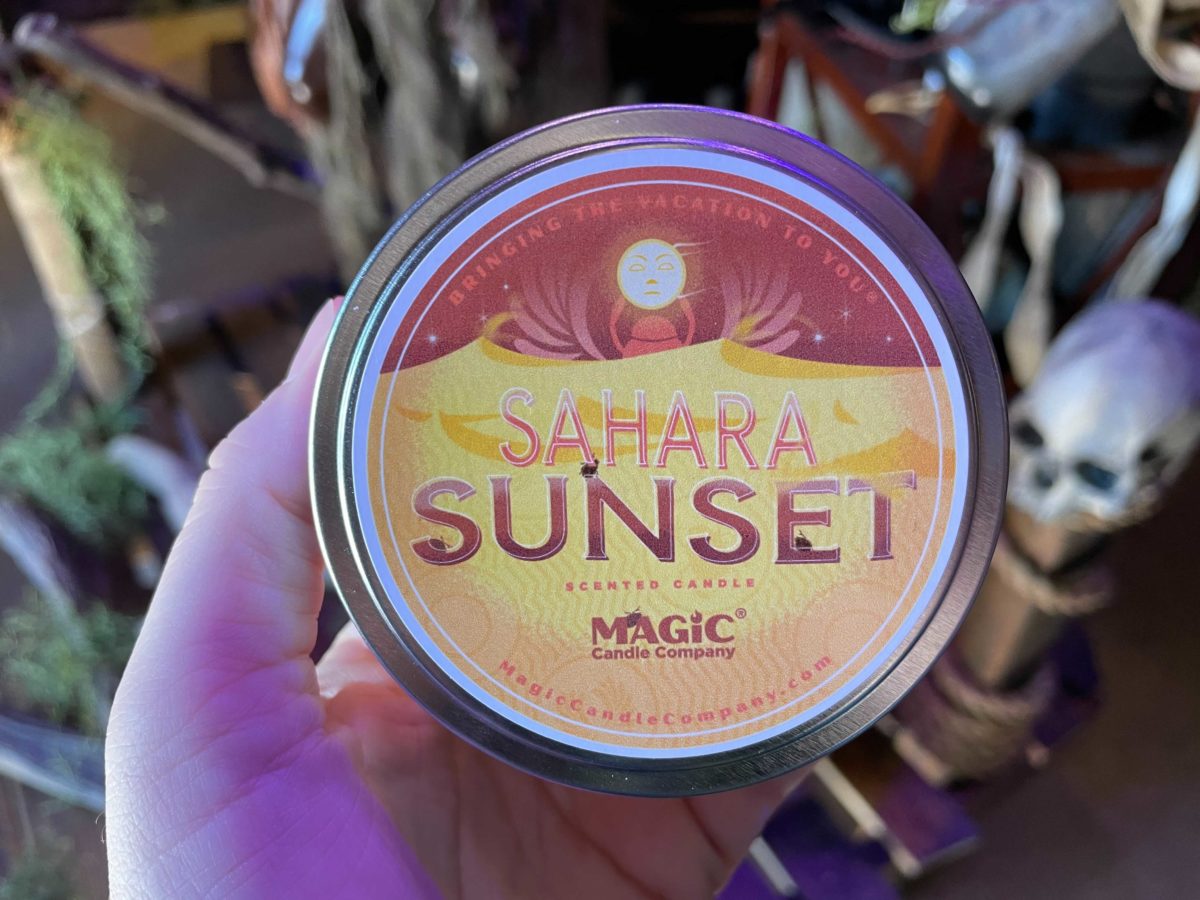 BRINGING THE VACATION TO YOU®
SAHARA
SUNSET
SCENTED CANDLE
MAGIC®
Candle Company
MagicCandleCompany.com